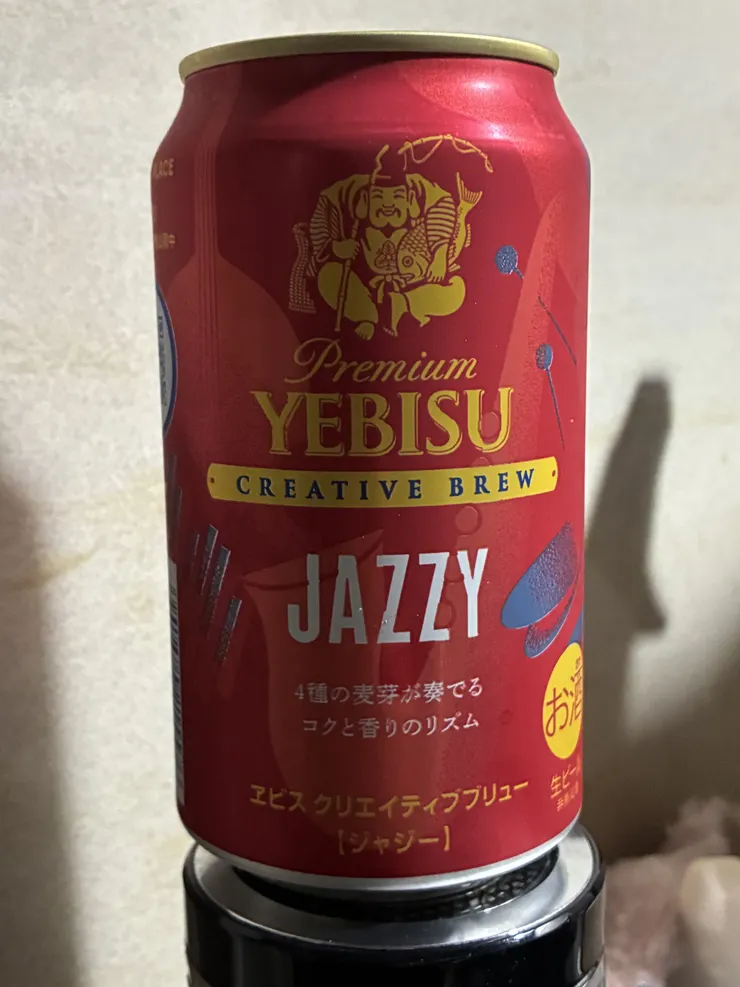 Premium
YEBISU
CREATIVE BREW
JAZZY
4種の麦芽が奏でる
コクと香りのリズム
ヱビス クリエイティブブリュー
【ジャジー】
お酒
生ビール